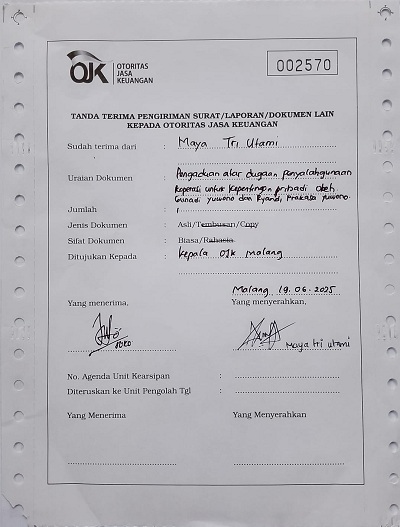 OJK OTORITAS JASA KEUANGAN
002570
TANDA TERIMA PENGIRIMAN SURAT/LAPORAN/DOKUMEN LAIN
KEPADA OTORITAS JASA KEUANGAN
Sudah terima dari : Maya Tri Utami
Uraian Dokumen : Pengaduan atas dugaan penyalahgunaan
koperasi untuk kepentingan pribadi oleh
Gunadi Yuwono dan Ryandi, Prakasa Yuwono.
Jumlah : 1
Jenis Dokumen : Asli/Tembusan/Copy
Sifat Dokumen : Biasa/Rahasia
Ditujukan Kepada : Kepala OJK Malang
Malang 19.06.2025
Yang menerima, Yang menyerahkan,
Maya tri utami
No. Agenda Unit Kearsipan :
Diteruskan ke Unit Pengolah Tgl :
Yang Menerima Yang Menyerahkan